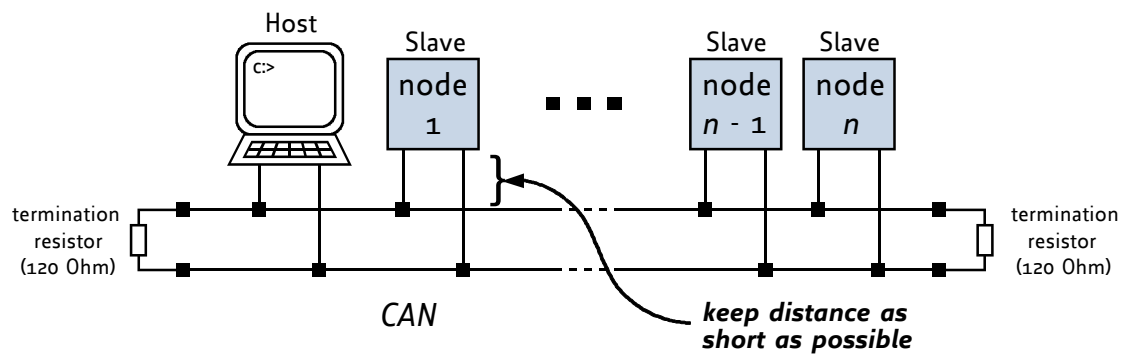 Host
C:>
Slave
node
1
Slave
node
n - 1
Slave
node
n
termination
resistor
(120 Ohm)
termination
resistor
(120 Ohm)
CAN
keep distance as
short as possible